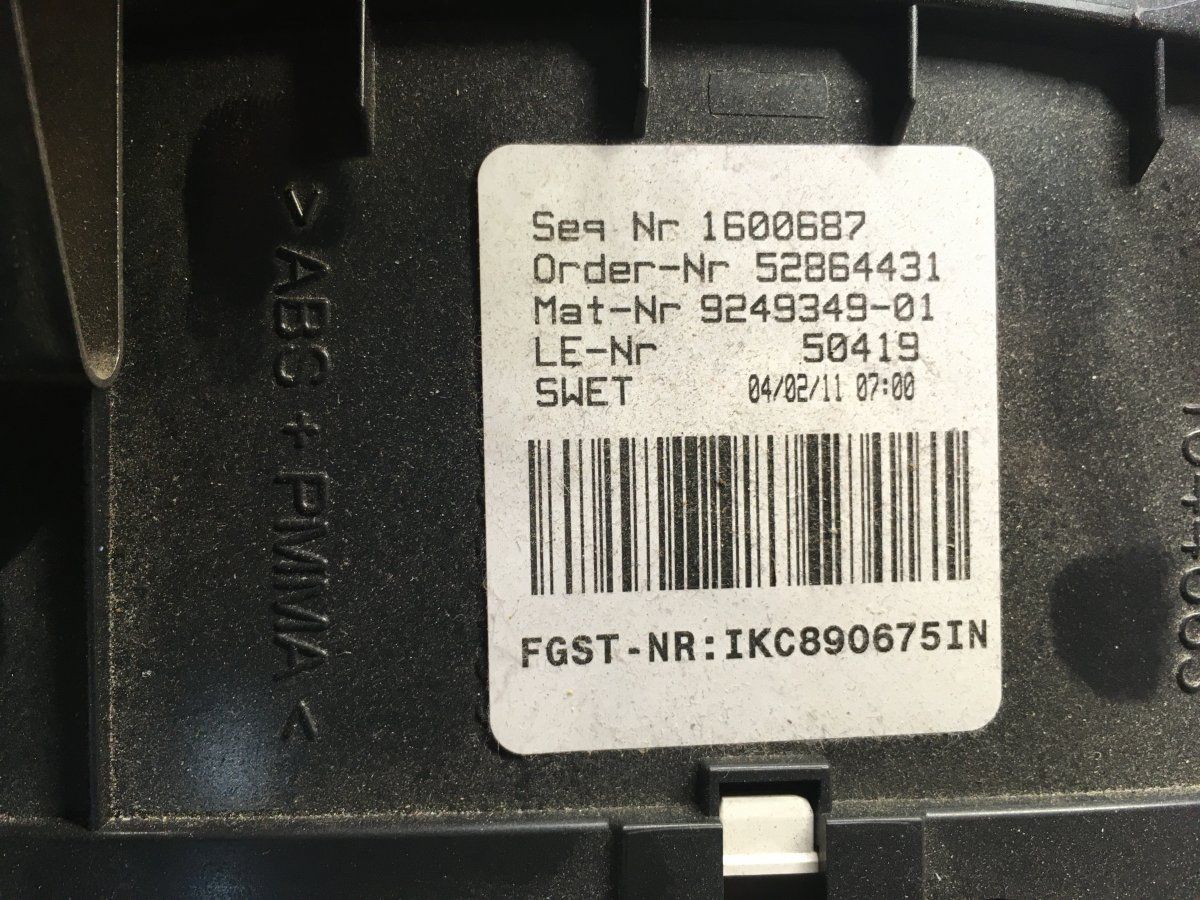 Seq Nr 1600687
Order-Nr 52864431
Mat-Nr 9249349-01
LE-Nr 50419
SWET 04/02/11 07:00
FGST-NR:IKC890675IN
>ABS+PMMA<